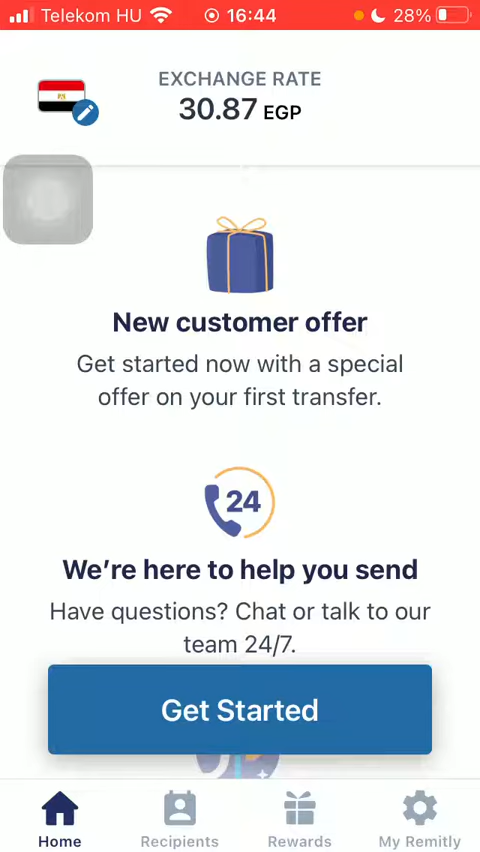 Telekom HU 16:44 28%
EXCHANGE RATE
30.87 EGP
New customer offer
Get started now with a special
offer on your first transfer.
24
We're here to help you send
Have questions? Chat or talk to our
team 24/7.
Get Started
Home Recipients Rewards My Remitly